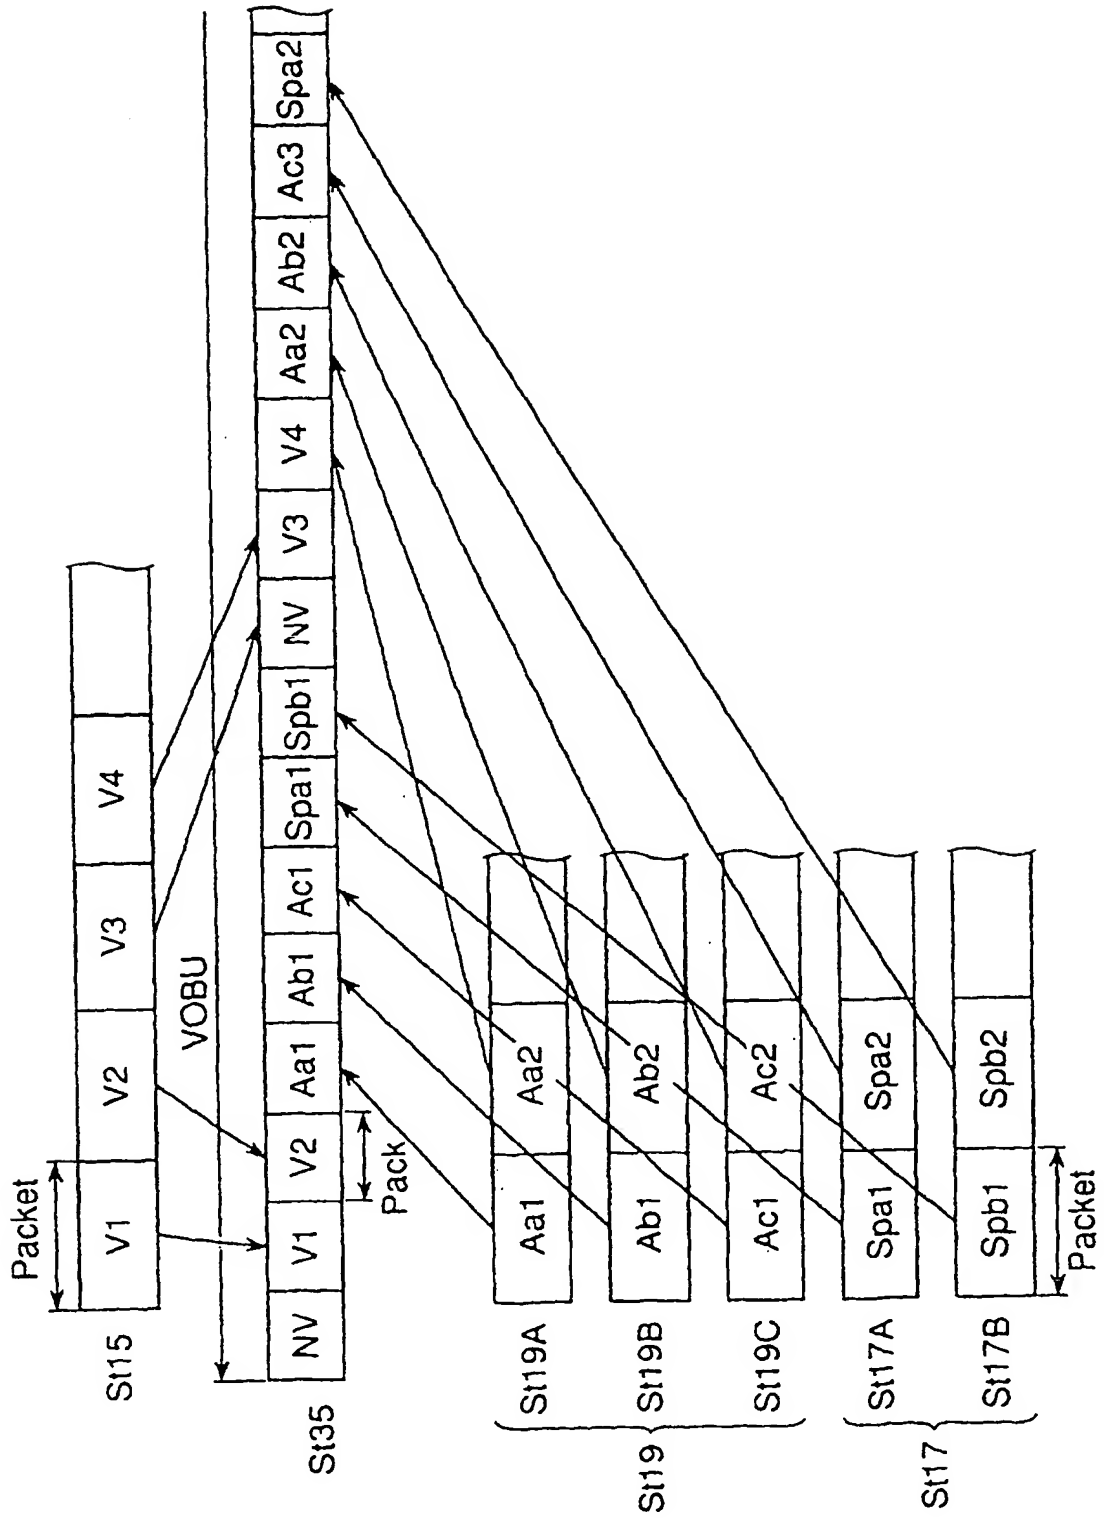 Packet
St15
V1 V2 V3 V4
VOBU
St35
NV V1 V2 Aa1 Ab1 Ac1 Spa1 Spb1 NV V3 V4 Aa2 Ab2 Ac3 Spa2
Pack
St19
St19A
Aa1 Aa2
St19B
Ab1 Ab2
St19C
Ac1 Ac2
St17
St17A
Spa1 Spa2
St17B
Spb1 Spb2
Packet